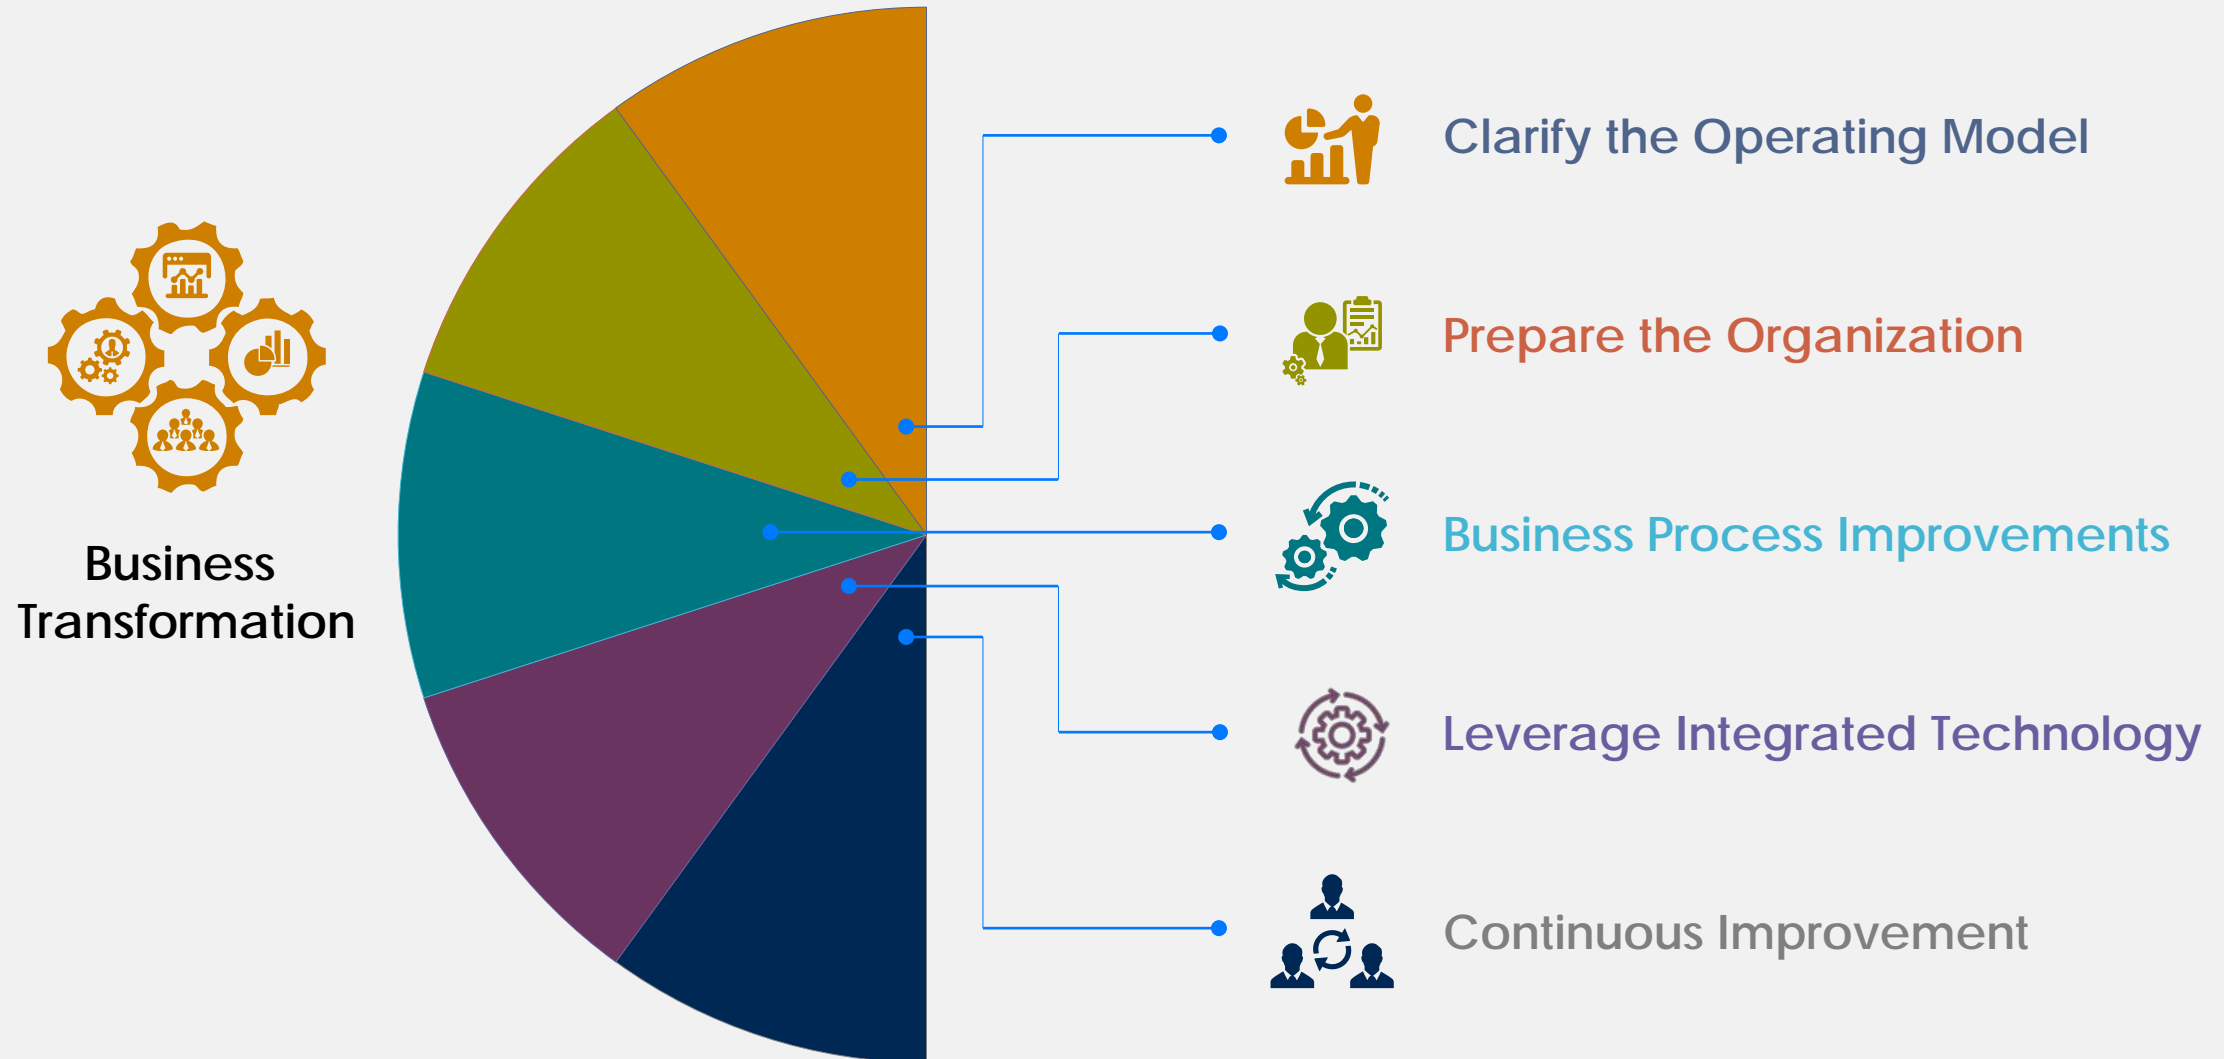 Business
Transformation
Clarify the Operating Model
Prepare the Organization
Business Process Improvements
Leverage Integrated Technology
Continuous Improvement